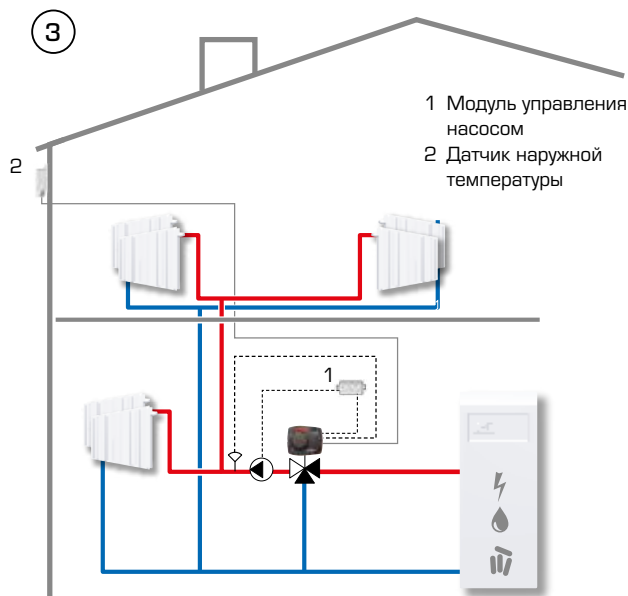 3
1 Модуль управления
насосом
2 Датчик наружной
температуры
2
1